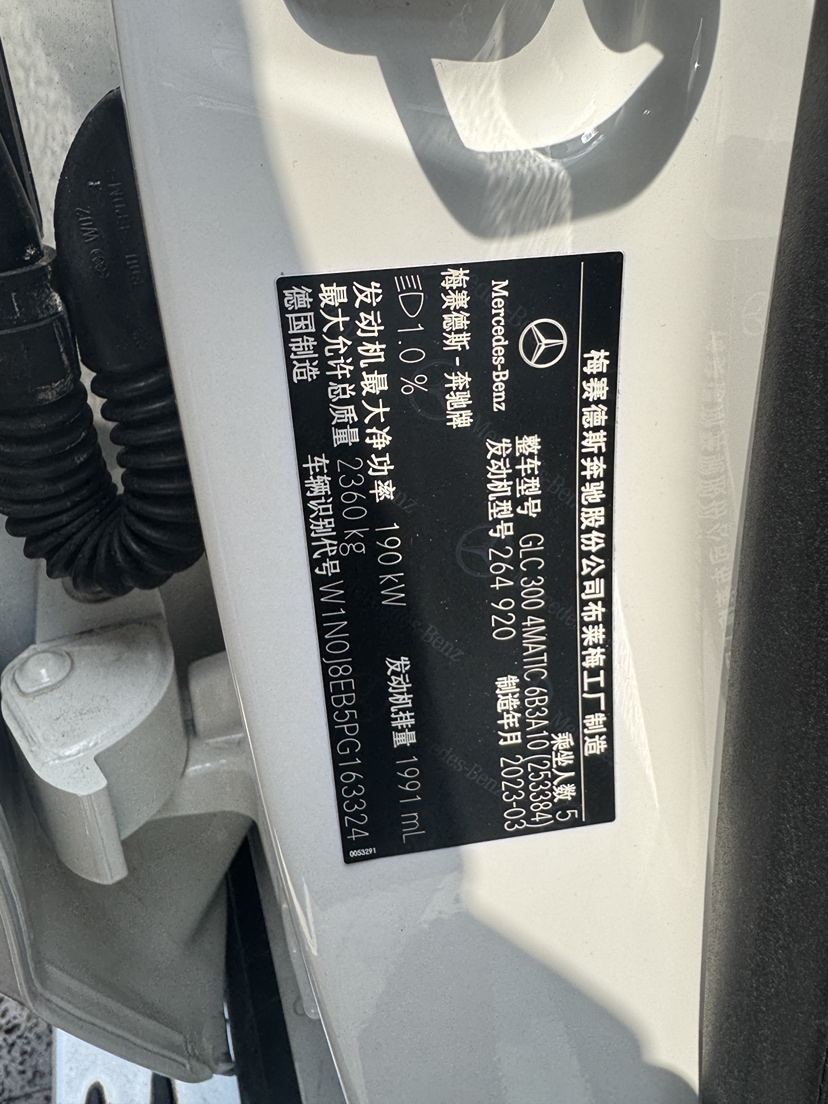 梅赛德斯奔驰股份公司布莱梅工厂制造
乘坐人数 5
Mercedes-Benz
整车型号 GLC 300 4MATIC 6B3A10 (253384)
发动机型号 264 920
制造年月 2023-03
梅赛德斯-奔驰牌
1.0 %
发动机最大净功率 190 kW
发动机排量 1991 mL
最大允许总质量 2360 kg
德国制造
车辆识别代号 W1N0J8EB5PG163324
0053291